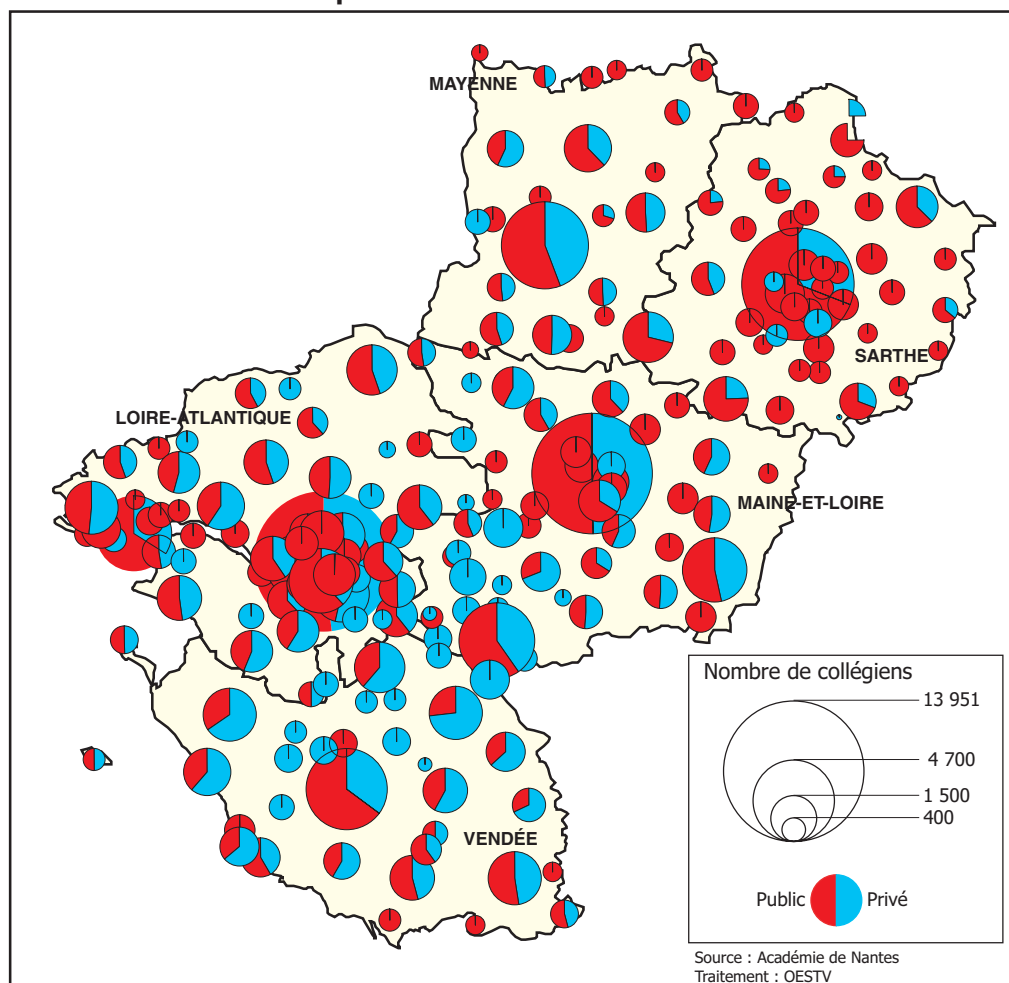 MAYENNE
SARTHE
LOIRE-ATLANTIQUE
MAINE-ET-LOIRE
VENDÉE
Nombre de collégiens
13 951
4 700
1 500
400
Public Privé
Source : Académie de Nantes
Traitement : OESTV